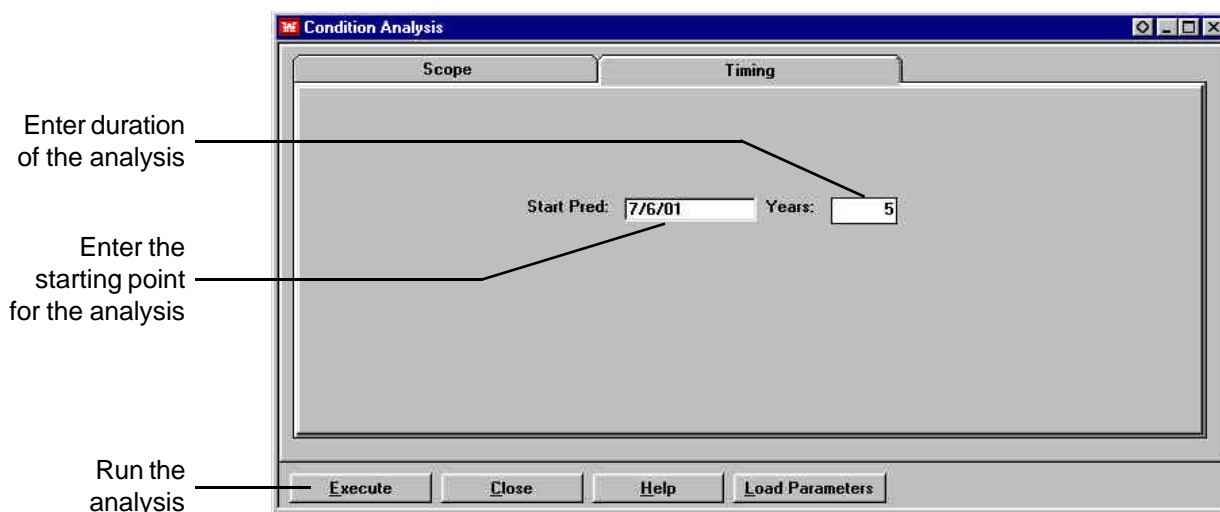 Condition Analysis
Scope
Timing
Enter duration
of the analysis
Start Pred: 7/6/01 Years: 5
Enter the
starting point
for the analysis
Run the
analysis
Execute
Close
Help
Load Parameters